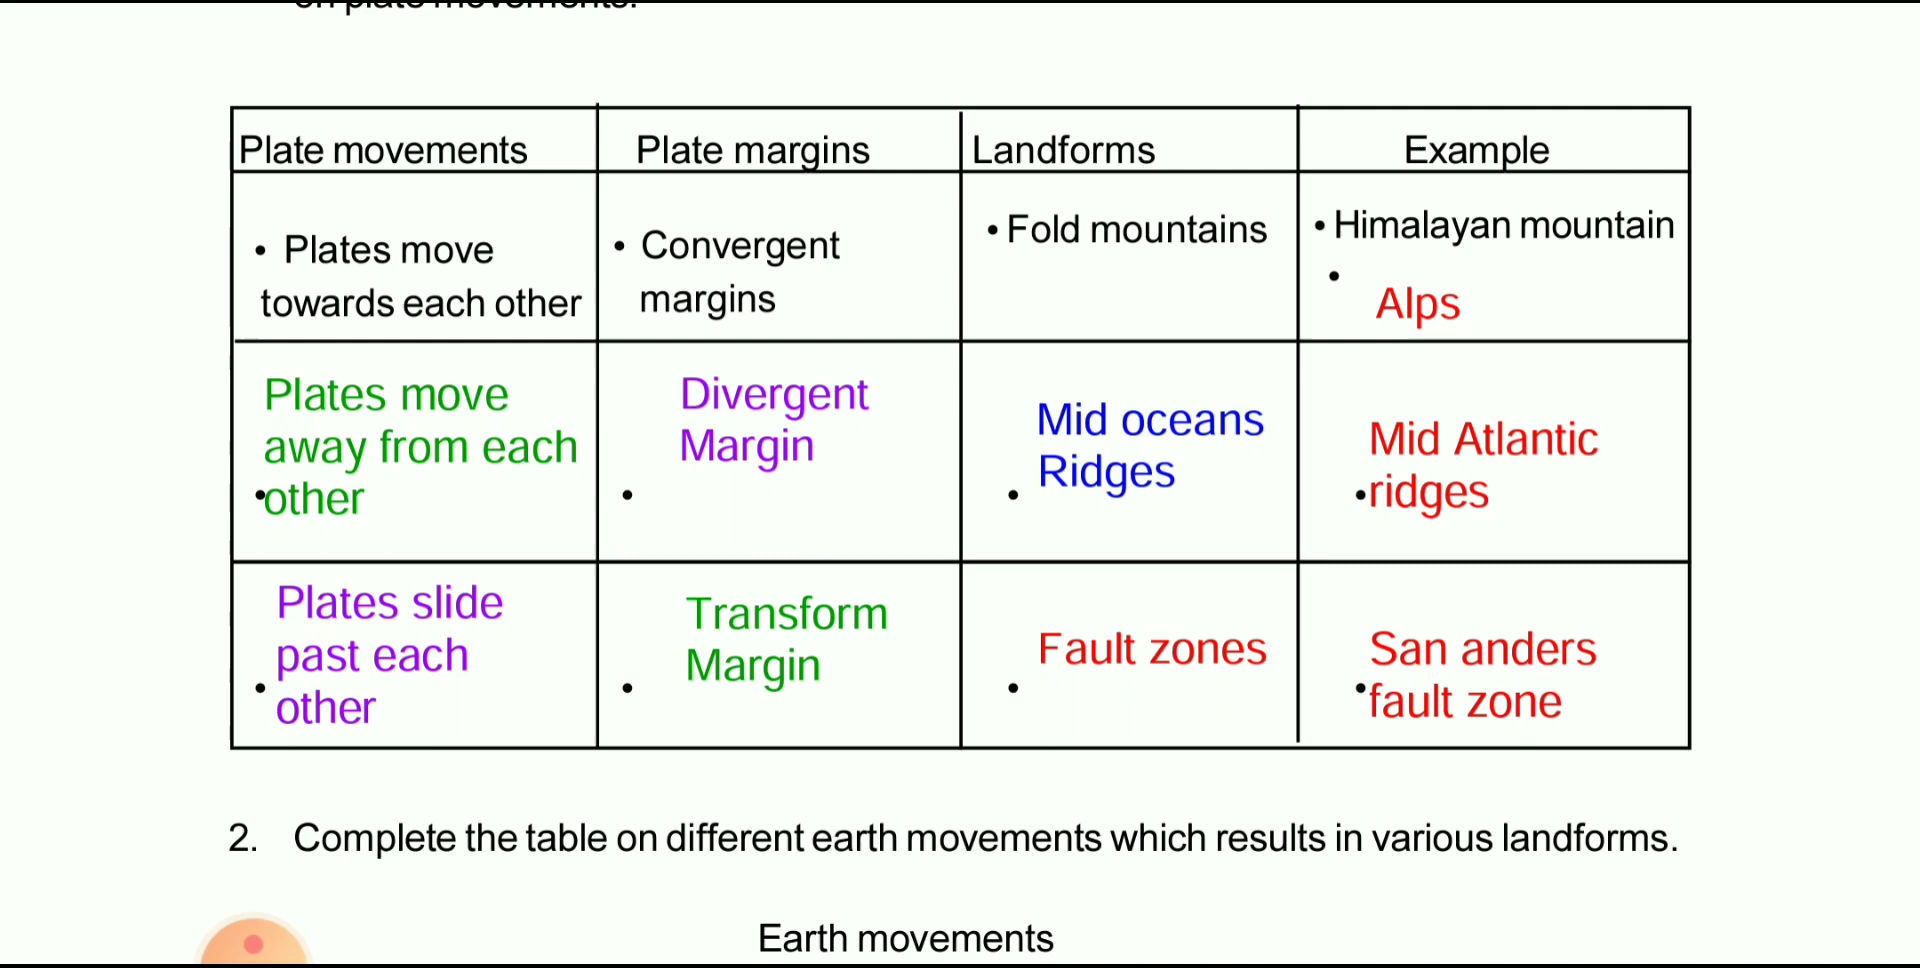 on plate movements.
Plate movements Plate margins Landforms Example
• Plates move
towards each other
• Convergent
margins
• Fold mountains
• Himalayan mountain
•
Alps
Plates move
away from each
•other
Divergent
Margin
•
Mid oceans
• Ridges
Mid Atlantic
•ridges
Plates slide
past each
• other
Transform
Margin
•
Fault zones
•
San anders
•fault zone
2. Complete the table on different earth movements which results in various landforms.
Earth movements